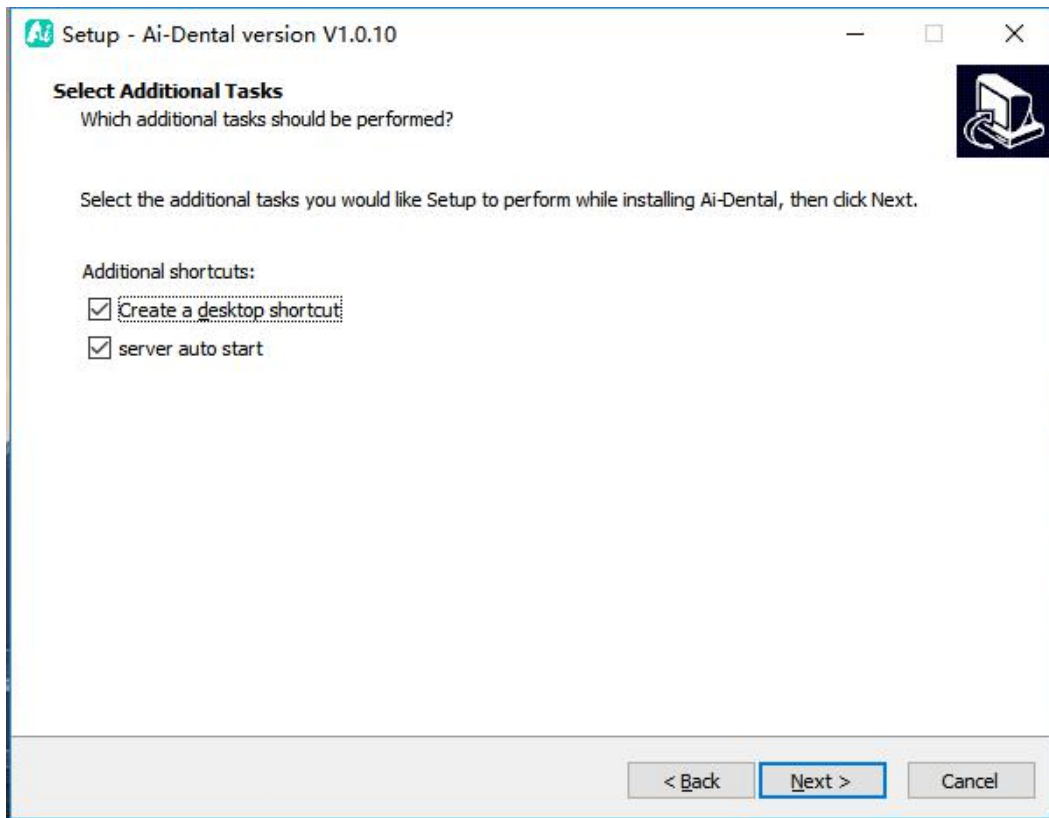 Ai Setup - Ai-Dental version V1.0.10
Select Additional Tasks
Which additional tasks should be performed?
Select the additional tasks you would like Setup to perform while installing Ai-Dental, then click Next.
Additional shortcuts:
Create a desktop shortcut
server auto start
< Back Next > Cancel